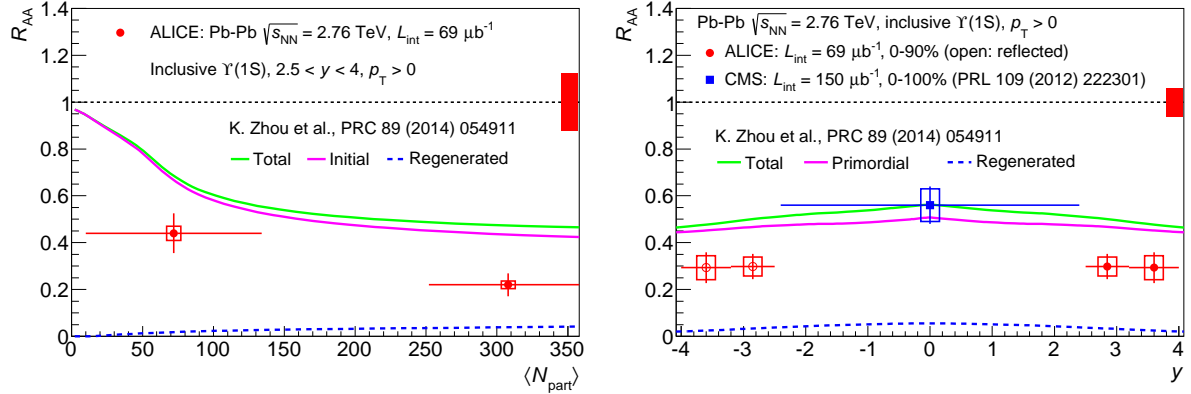 R_AA
1.4
1.2
1
0.8
0.6
0.4
0.2
0
ALICE: Pb-Pb √s_NN = 2.76 TeV, L_int = 69 μb⁻¹
Inclusive ϒ(1S), 2.5 < y < 4, p_T > 0
K. Zhou et al., PRC 89 (2014) 054911
Total Initial Regenerated
0 50 100 150 200 250 300 350
⟨N_part⟩
R_AA
1.4
1.2
1
0.8
0.6
0.4
0.2
0
Pb-Pb √s_NN = 2.76 TeV, inclusive ϒ(1S), p_T > 0
ALICE: L_int = 69 μb⁻¹, 0-90% (open: reflected)
CMS: L_int = 150 μb⁻¹, 0-100% (PRL 109 (2012) 222301)
K. Zhou et al., PRC 89 (2014) 054911
Total Primordial Regenerated
-4 -3 -2 -1 0 1 2 3 4
y